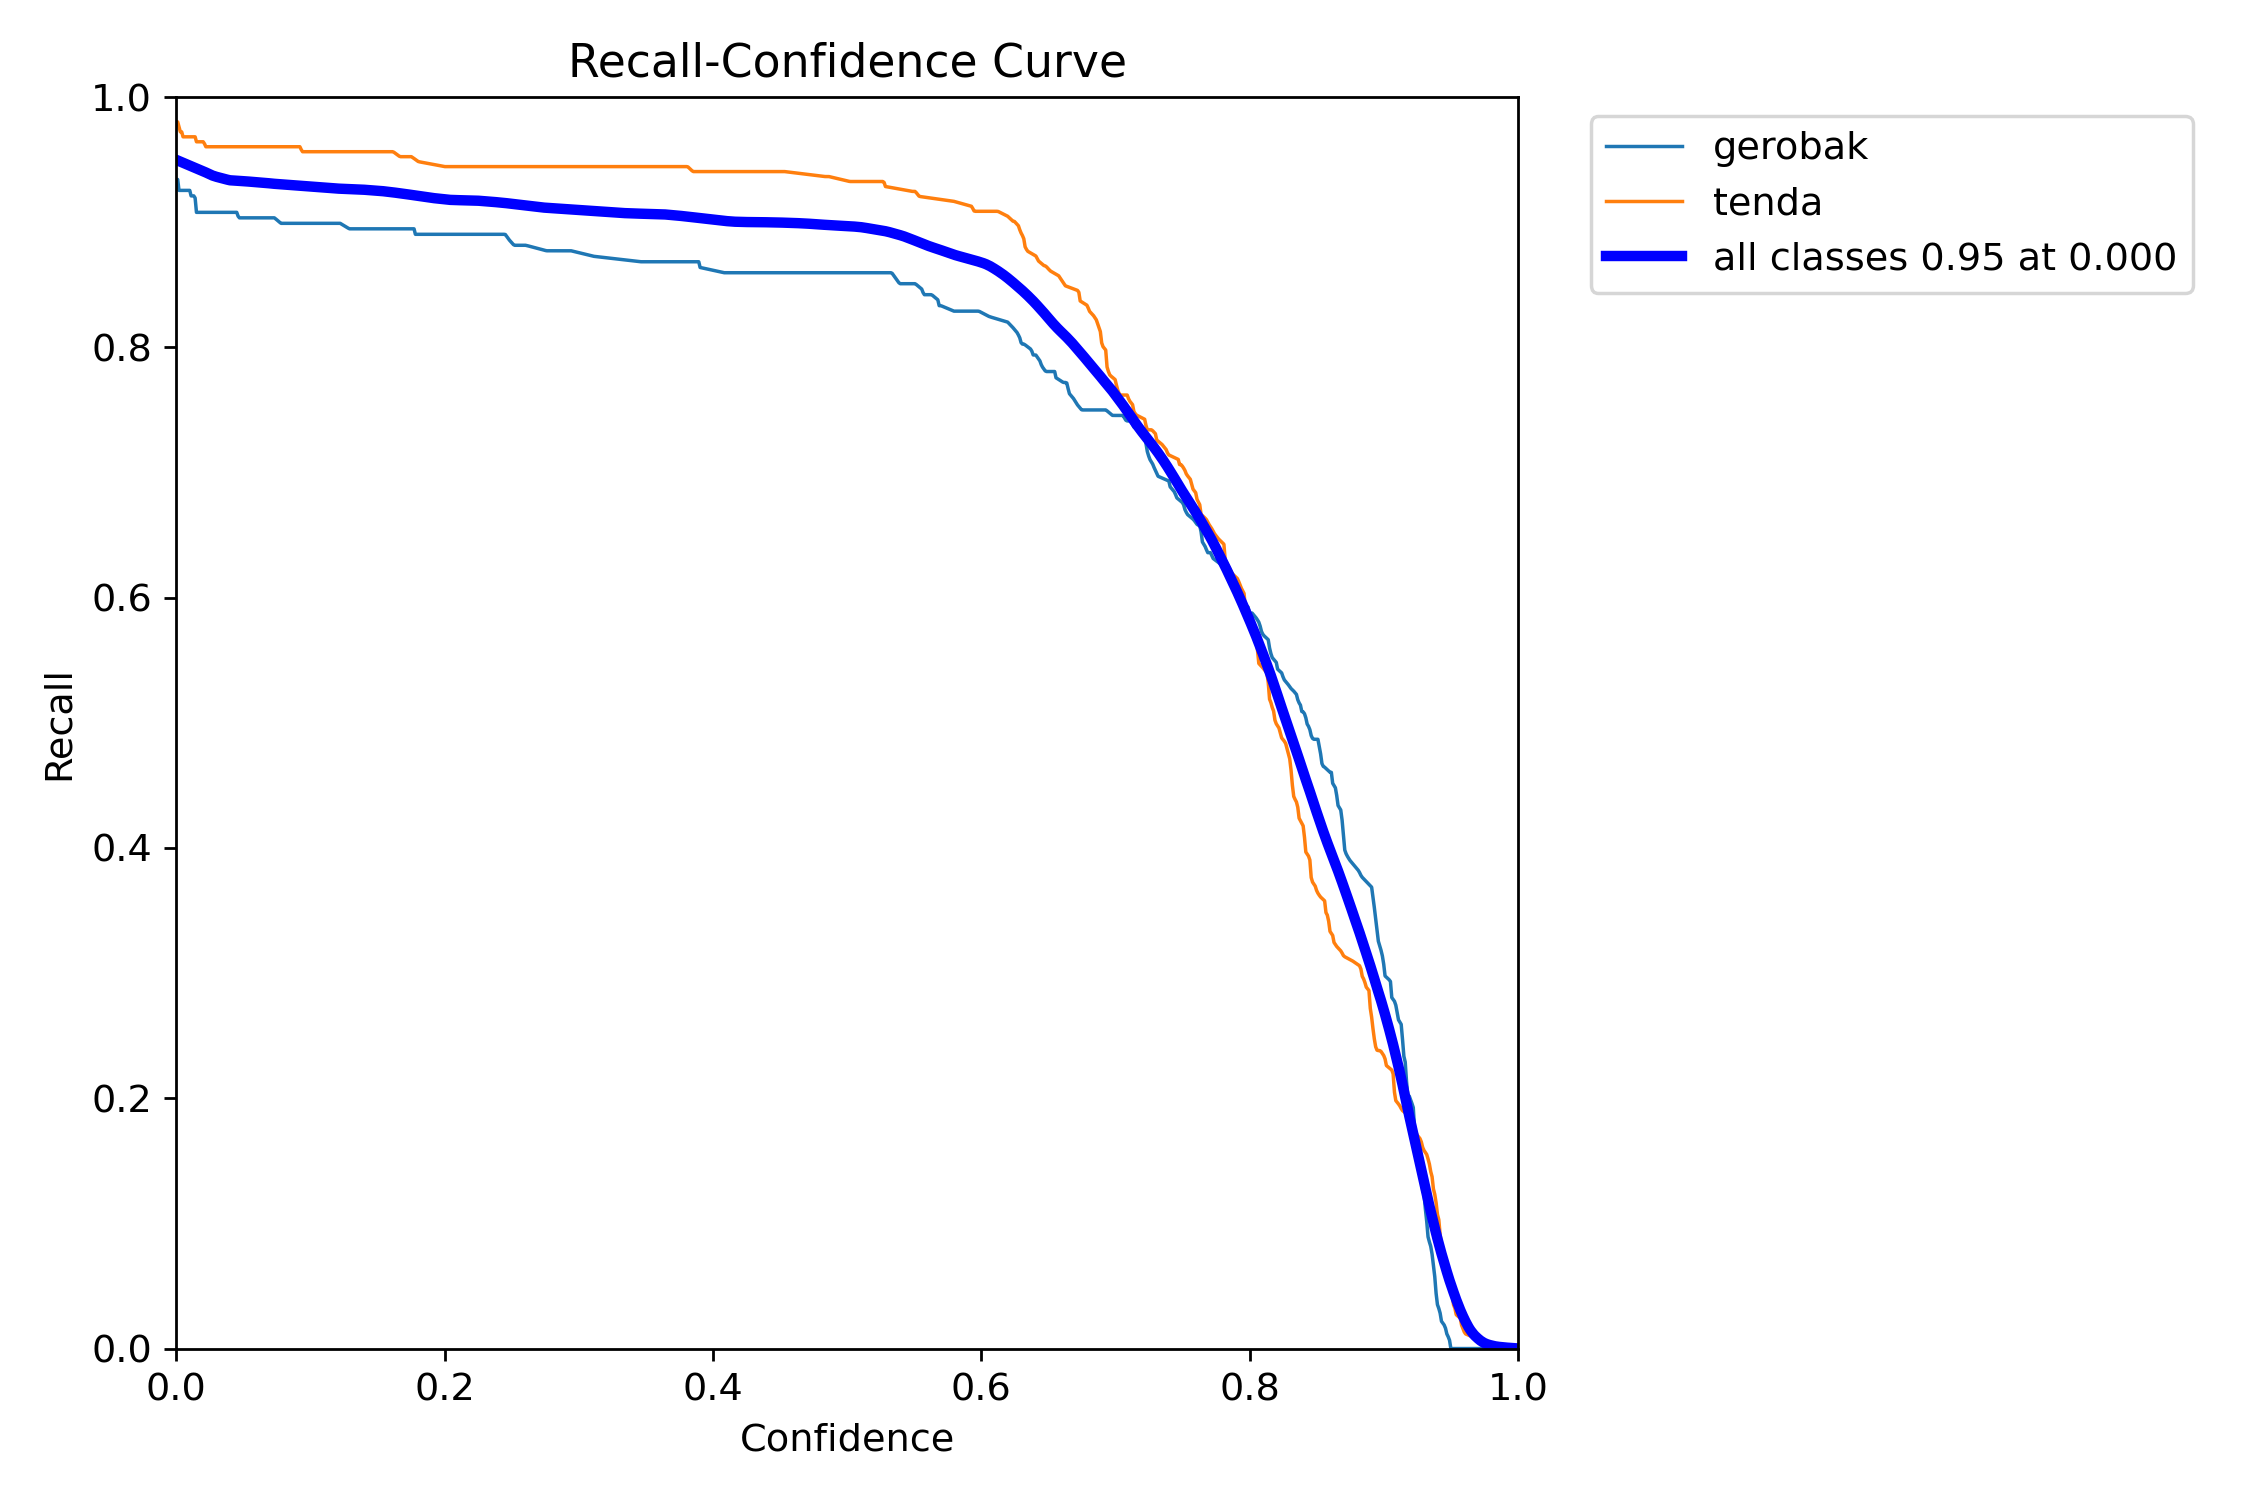 Recall-Confidence Curve
gerobak
tenda
all classes 0.95 at 0.000
Recall
1.0
0.8
0.6
0.4
0.2
0.0
0.0 0.2 0.4 0.6 0.8 1.0
Confidence